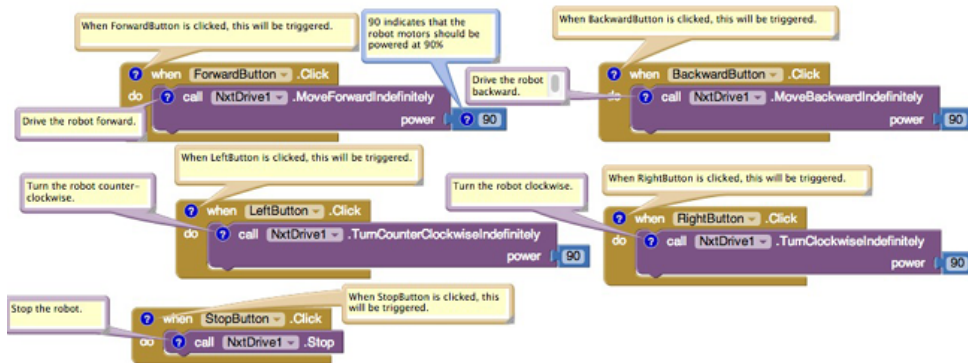 When ForwardButton is clicked, this will be triggered.
90 indicates that the
robot motors should be
powered at 90%
when ForwardButton .Click
do call NxtDrive1 .MoveForwardIndefinitely
power 90
Drive the robot forward.
When BackwardButton is clicked, this will be triggered.
Drive the robot
backward.
when BackwardButton .Click
do call NxtDrive1 .MoveBackwardIndefinitely
power 90
When LeftButton is clicked, this will be triggered.
Turn the robot counter-
clockwise.
when LeftButton .Click
do call NxtDrive1 .TurnCounterClockwiseIndefinitely
power 90
When RightButton is clicked, this will be triggered.
Turn the robot clockwise.
when RightButton .Click
do call NxtDrive1 .TurnClockwiseIndefinitely
power 90
When StopButton is clicked, this
will be triggered.
Stop the robot.
when StopButton .Click
do call NxtDrive1 .Stop